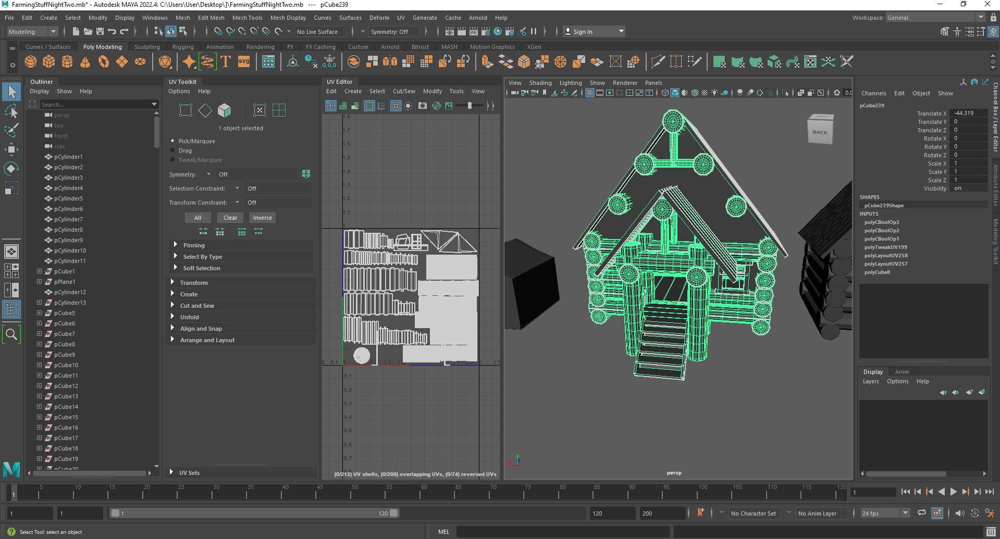 FarmingStuffNightTwo.mb* - Autodesk MAYA 2022.4: C:\Users\User\Desktop\]\FarmingStuffNightTwo.mb   ---   pCube239
File Edit Create Select Modify Display Windows Mesh Edit Mesh Mesh Tools Mesh Display Curves Surfaces Deform UV Generate Cache Arnold Help
Workspace: General
Modeling
No Live Surface
Symmetry: Off
Sign In
Curves / Surfaces Poly Modeling Sculpting Rigging Animation Rendering FX FX Caching Custom Arnold Bifrost MASH Motion Graphics XGen
Outliner
Display Show Help
Search...
persp
top
front
side
pCylinder1
pCylinder2
pCylinder3
pCylinder4
pCylinder5
pCylinder6
pCylinder7
pCylinder8
pCylinder9
pCylinder10
pCylinder11
pCube1
pPlane1
pCylinder12
pCylinder13
pCube5
pCube6
pCube7
pCube8
pCube9
pCube10
pCube11
pCube12
pCube13
pCube14
pCube15
pCube16
pCube17
pCube18
pCube19
pCube20
UV Toolkit
Options Help
1 object selected
Pick/Marquee
Drag
Tweak/Marquee
Symmetry: Off
Selection Constraint: Off
Transform Constraint: Off
All Clear Inverse
Pinning
Select By Type
Soft Selection
Transform
Create
Cut and Sew
Unfold
Align and Snap
Arrange and Layout
UV Sets
UV Editor
Edit Create Select Cut/Sew Modify Tools View
1.8
1.7
1.6
1.5
1.4
1.3
1.2
1.1
1
-0.1
-0.2
-0.3
-0.4
-0.5
-0.6
-0.7
(0/212) UV shells, (0/200) overlapping UVs, (0/74) reversed UVs
View Shading Lighting Show Renderer Panels
BACK
persp
Channels Edit Object Show
pCube239
Translate X -44.319
Translate Y 0
Translate Z 0
Rotate X 0
Rotate Y 0
Rotate Z 0
Scale X 1
Scale Y 1
Scale Z 1
Visibility on
SHAPES
pCube239Shape
INPUTS
polyCBoolOp3
polyCBoolOp2
polyCBoolOp1
polyTweakUV199
polyLayoutUV258
polyLayoutUV257
polyCube8
Display Anim
Layers Options Help
Channel Box / Layer Editor
Attribute Editor
Modeling Toolkit
1 5 10 15 20 25 30 35 40 45 50 55 60 65 70 75 80 85 90 95 100 105 110 115 120
1
1 1 1 120 120 200
No Character Set
No Anim Layer
24 fps
Select Tool: select an object
MEL